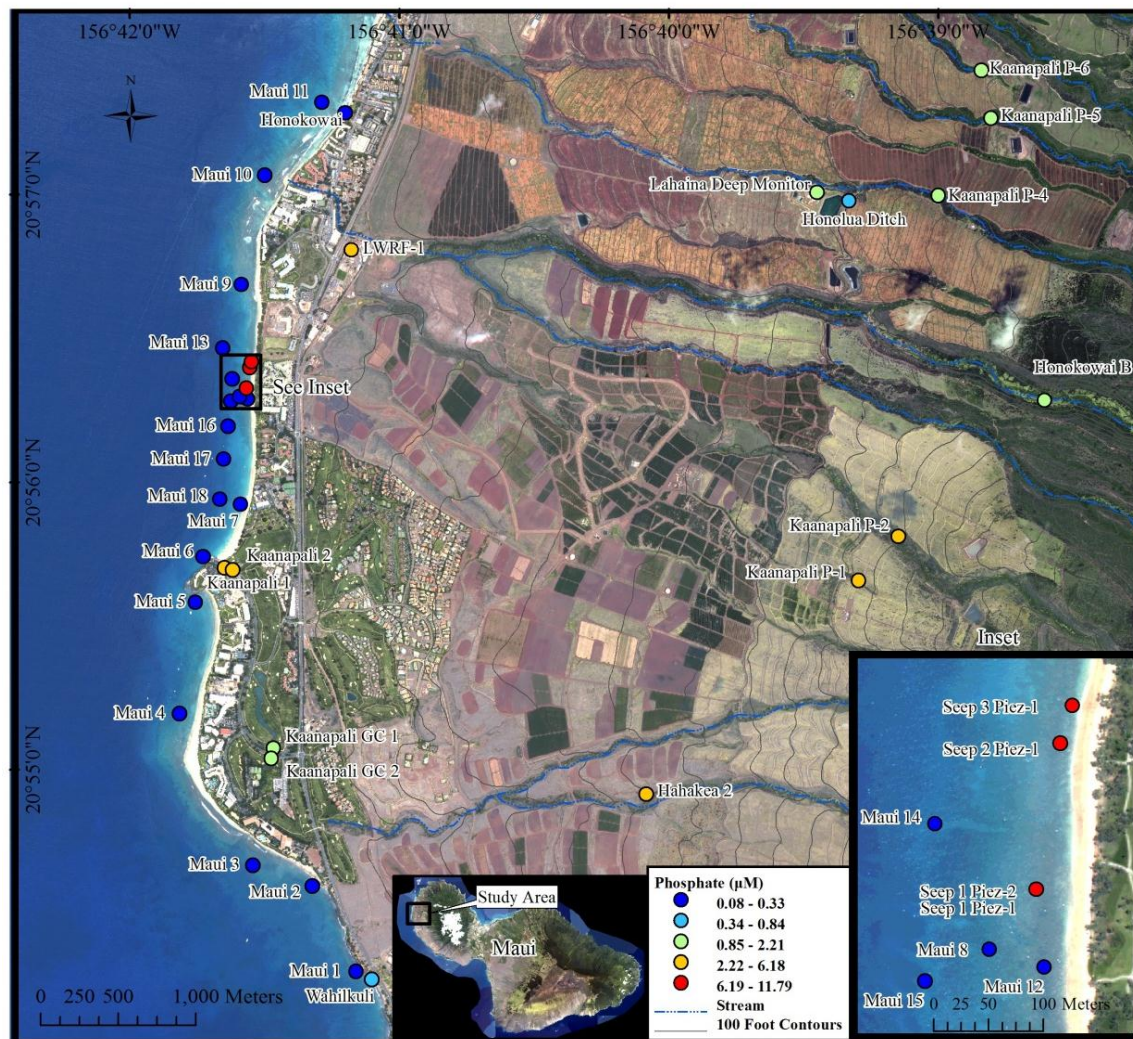 156°42'0"W
156°41'0"W
156°40'0"W
156°39'0"W
N
Maui 11
Honokowai
Kaanapali P-6
Kaanapali P-5
Maui 10
20°57'0"N
Lahaina Deep Monitor
Kaanapali P-4
Honolua Ditch
LWRF-1
Maui 9
Maui 13
See Inset
Honokowai B
Maui 16
Maui 17
20°56'0"N
Maui 18
Maui 7
Kaanapali P-2
Maui 6
Kaanapali 2
Kaanapali 1
Kaanapali P-1
Maui 5
Inset
Maui 4
Kaanapali GC 1
Kaanapali GC 2
20°55'0"N
Hahakea 2
Maui 3
Maui 2
Maui 1
Wahilkuli
0 250 500 1,000 Meters
Study Area
Maui
Phosphate (µM)
0.08 - 0.33
0.34 - 0.84
0.85 - 2.21
2.22 - 6.18
6.19 - 11.79
Stream
100 Foot Contours
Seep 3 Piez-1
Seep 2 Piez-1
Maui 14
Seep 1 Piez-2
Seep 1 Piez-1
Maui 8
Maui 12
Maui 15
0 25 50 100 Meters